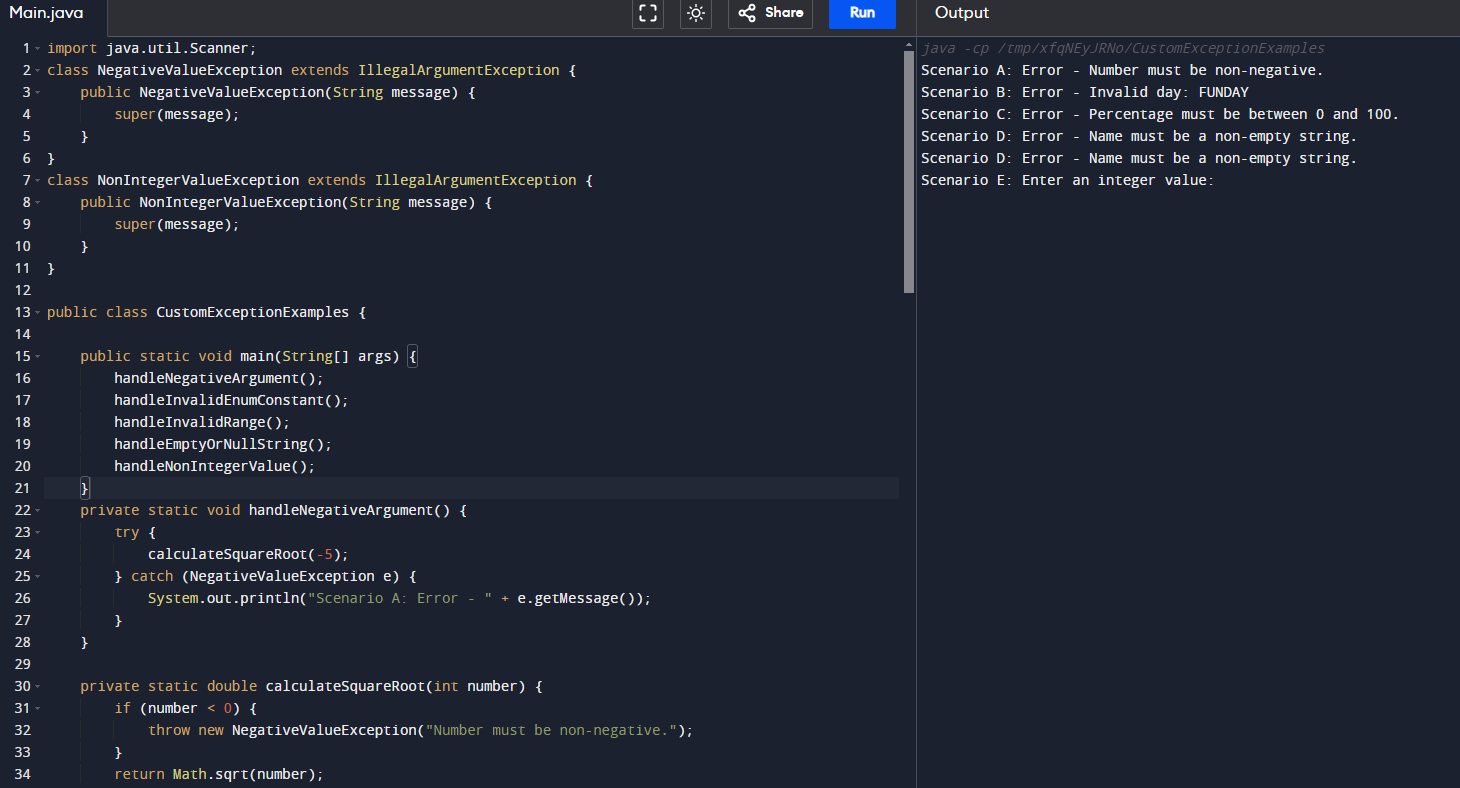 Main.java
Share
Run
Output
1 import java.util.Scanner;
2 class NegativeValueException extends IllegalArgumentException {
3     public NegativeValueException(String message) {
4         super(message);
5     }
6 }
7 class NonIntegerValueException extends IllegalArgumentException {
8     public NonIntegerValueException(String message) {
9         super(message);
10     }
11 }
12
13 public class CustomExceptionExamples {
14
15     public static void main(String[] args) {
16         handleNegativeArgument();
17         handleInvalidEnumConstant();
18         handleInvalidRange();
19         handleEmptyOrNullString();
20         handleNonIntegerValue();
21     }
22     private static void handleNegativeArgument() {
23         try {
24             calculateSquareRoot(-5);
25         } catch (NegativeValueException e) {
26             System.out.println("Scenario A: Error - " + e.getMessage());
27         }
28     }
29
30     private static double calculateSquareRoot(int number) {
31         if (number < 0) {
32             throw new NegativeValueException("Number must be non-negative.");
33         }
34         return Math.sqrt(number);
java -cp /tmp/xfqNEyJRNo/CustomExceptionExamples
Scenario A: Error - Number must be non-negative.
Scenario B: Error - Invalid day: FUNDAY
Scenario C: Error - Percentage must be between 0 and 100.
Scenario D: Error - Name must be a non-empty string.
Scenario D: Error - Name must be a non-empty string.
Scenario E: Enter an integer value: